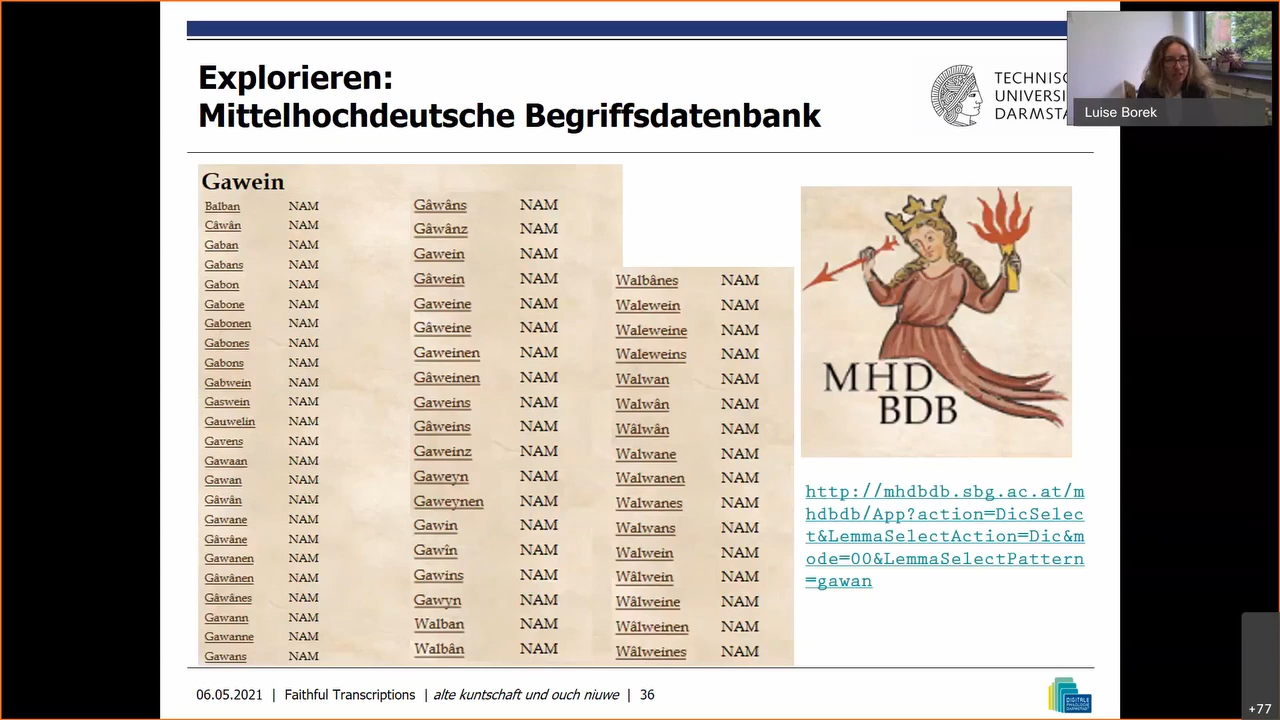 Explorieren:
Mittelhochdeutsche Begriffsdatenbank
TECHNISC
UNIVERSI
DARMSTA
Luise Borek
Gawein
Balban NAM
Câwân NAM
Gaban NAM
Gabans NAM
Gabon NAM
Gabone NAM
Gabonen NAM
Gabones NAM
Gabons NAM
Gabwein NAM
Gaswein NAM
Gauwelin NAM
Gavens NAM
Gawaan NAM
Gawan NAM
Gâwân NAM
Gawane NAM
Gâwâne NAM
Gawanen NAM
Gâwânen NAM
Gâwânes NAM
Gawann NAM
Gawanne NAM
Gawans NAM
Gâwâns NAM
Gâwânz NAM
Gawein NAM
Gâwein NAM
Gaweine NAM
Gâweine NAM
Gaweinen NAM
Gâweinen NAM
Gaweins NAM
Gâweins NAM
Gaweinz NAM
Gaweyn NAM
Gaweynen NAM
Gawin NAM
Gawîn NAM
Gawins NAM
Gawyn NAM
Walban NAM
Walbân NAM
Walbânes NAM
Walewein NAM
Waleweine NAM
Waleweins NAM
Walwan NAM
Walwân NAM
Wâlwân NAM
Walwane NAM
Walwanen NAM
Walwanes NAM
Walwans NAM
Walwein NAM
Wâlwein NAM
Wâlweine NAM
Wâlweinen NAM
Wâlweines NAM
MHD
BDB
http://mhdbdb.sbg.ac.at/m
hdbdb/App?action=DicSelec
t&LemmaSelectAction=Dic&m
ode=00&LemmaSelectPattern
=gawan
06.05.2021 | Faithful Transcriptions | alte kuntschaft und ouch niuwe | 36
DIGITALE
PHILOLOGIE
DARMSTADT
+77